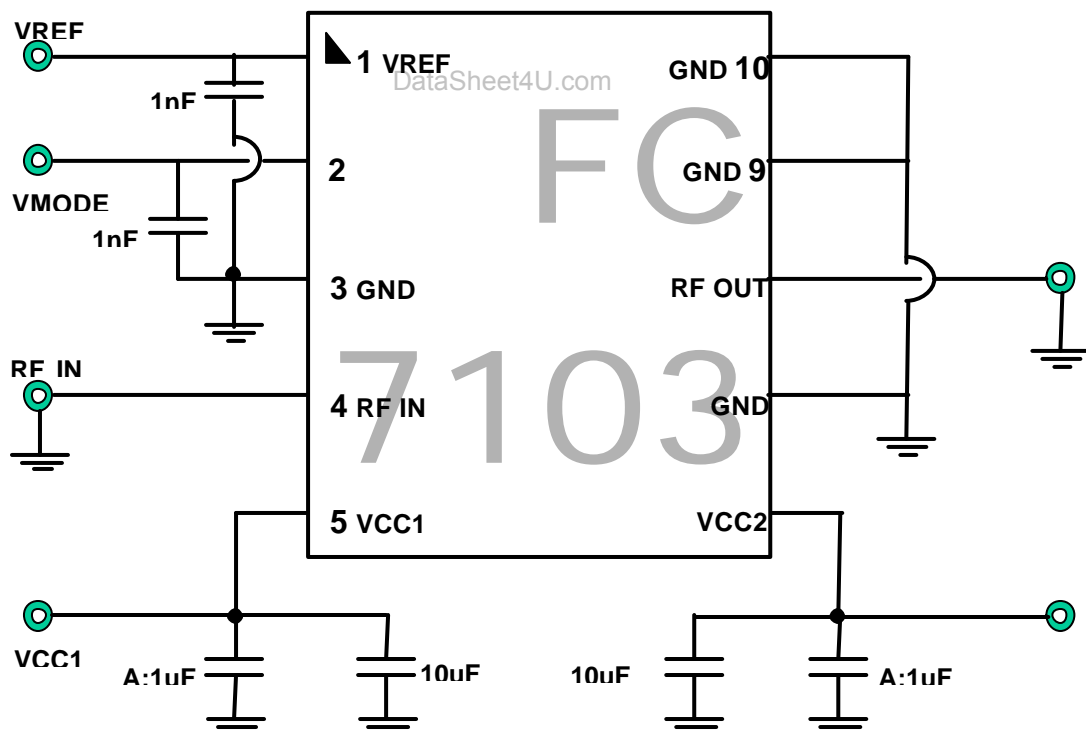 VREF
1 VREF
GND 10
DataSheet4U.com
1nF
FC
VMODE
2
GND 9
1nF
3 GND
RF OUT
RF IN
7103
4 RF IN
GND
5 VCC1
VCC2
VCC1
A:1uF
10uF
10uF
A:1uF